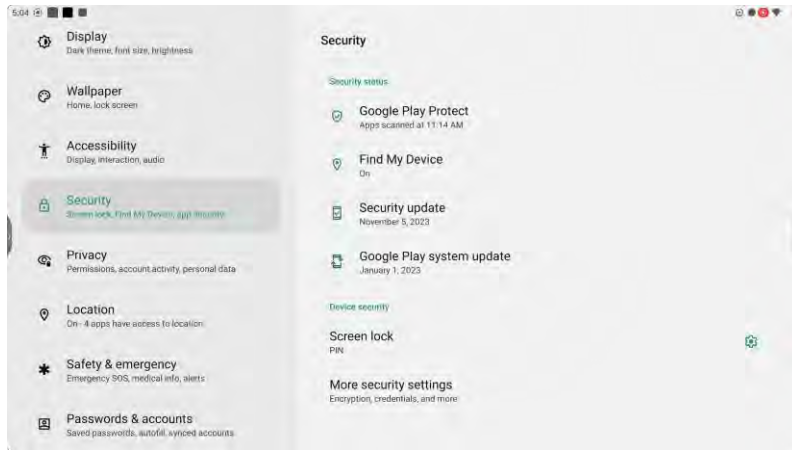 5:04
Display
Dark theme, font size, brightness
Wallpaper
Home, lock screen
Accessibility
Display, interaction, audio
Security
Screen lock, Find My Device, app security
Privacy
Permissions, account activity, personal data
Location
On - 4 apps have access to location
Safety & emergency
Emergency SOS, medical info, alerts
Passwords & accounts
Saved passwords, autofill, synced accounts
Security
Security status
Google Play Protect
Apps scanned at 11:14 AM
Find My Device
On
Security update
November 5, 2023
Google Play system update
January 1, 2023
Device security
Screen lock
PIN
More security settings
Encryption, credentials, and more